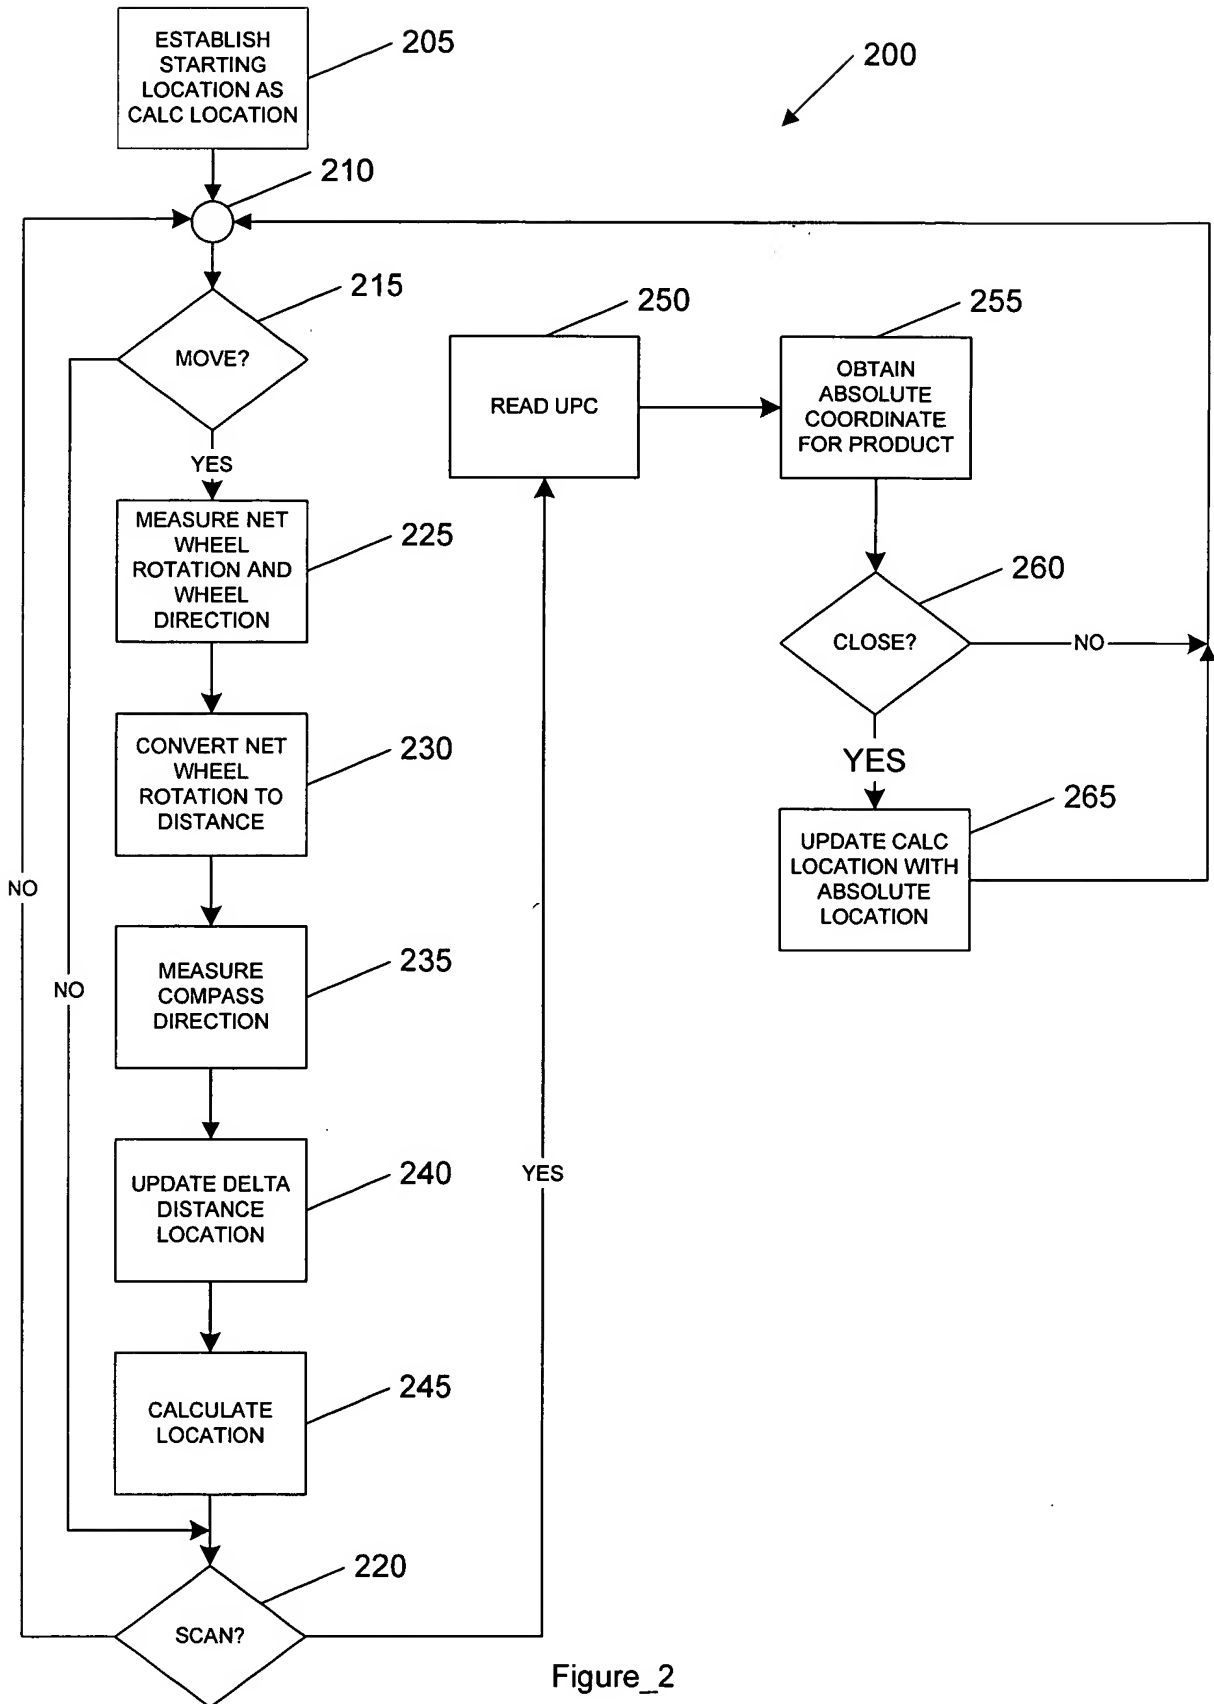 ESTABLISH
STARTING
LOCATION AS
CALC LOCATION
205
200
210
215
MOVE?
YES
NO
MEASURE NET
WHEEL
ROTATION AND
WHEEL
DIRECTION
225
CONVERT NET
WHEEL
ROTATION TO
DISTANCE
230
MEASURE
COMPASS
DIRECTION
235
UPDATE DELTA
DISTANCE
LOCATION
240
CALCULATE
LOCATION
245
SCAN?
220
NO
YES
READ UPC
250
OBTAIN
ABSOLUTE
COORDINATE
FOR PRODUCT
255
CLOSE?
260
NO
YES
UPDATE CALC
LOCATION WITH
ABSOLUTE
LOCATION
265
Figure_2